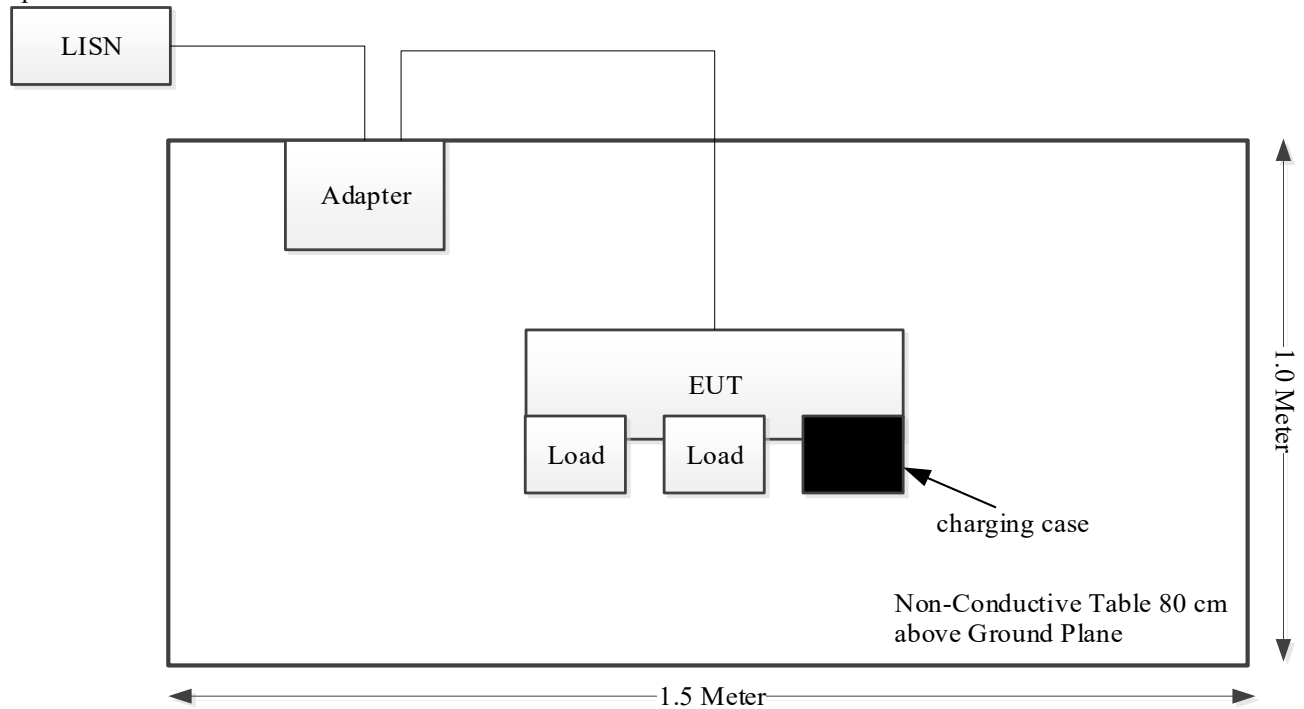 LISN
Adapter
EUT
Load
Load
charging case
Non-Conductive Table 80 cm
above Ground Plane
1.0 Meter
1.5 Meter